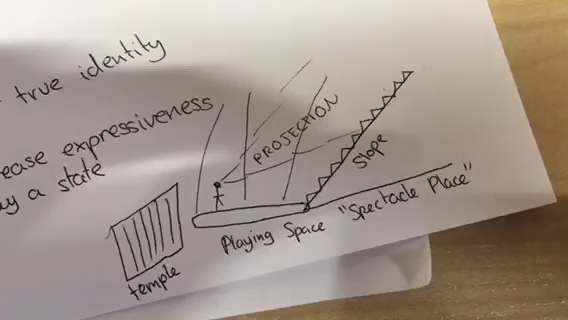 true identity
ease expressiveness
y a state
PROJECTION
Slope
temple
Playing Space
"Spectacle Place"